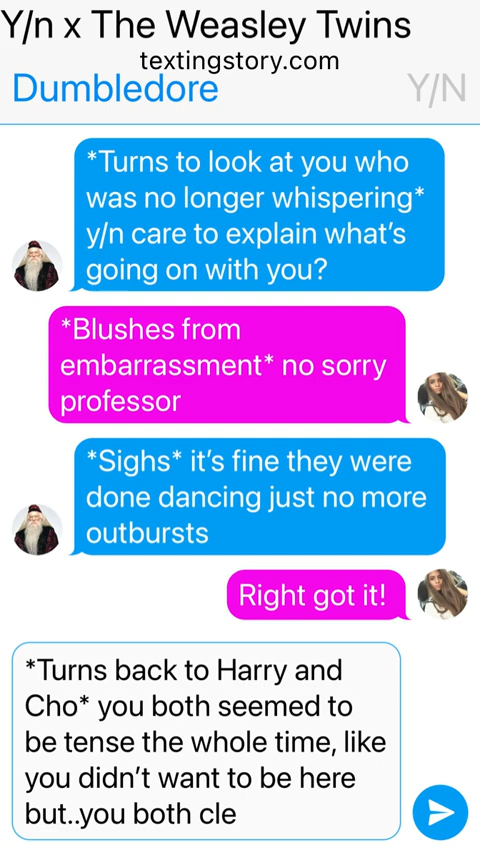 Y/n x The Weasley Twins
textingstory.com
Dumbledore
Y/N
*Turns to look at you who
was no longer whispering*
y/n care to explain what's
going on with you?
*Blushes from
embarrassment* no sorry
professor
*Sighs* it's fine they were
done dancing just no more
outbursts
Right got it!
*Turns back to Harry and
Cho* you both seemed to
be tense the whole time, like
you didn't want to be here
but..you both cle